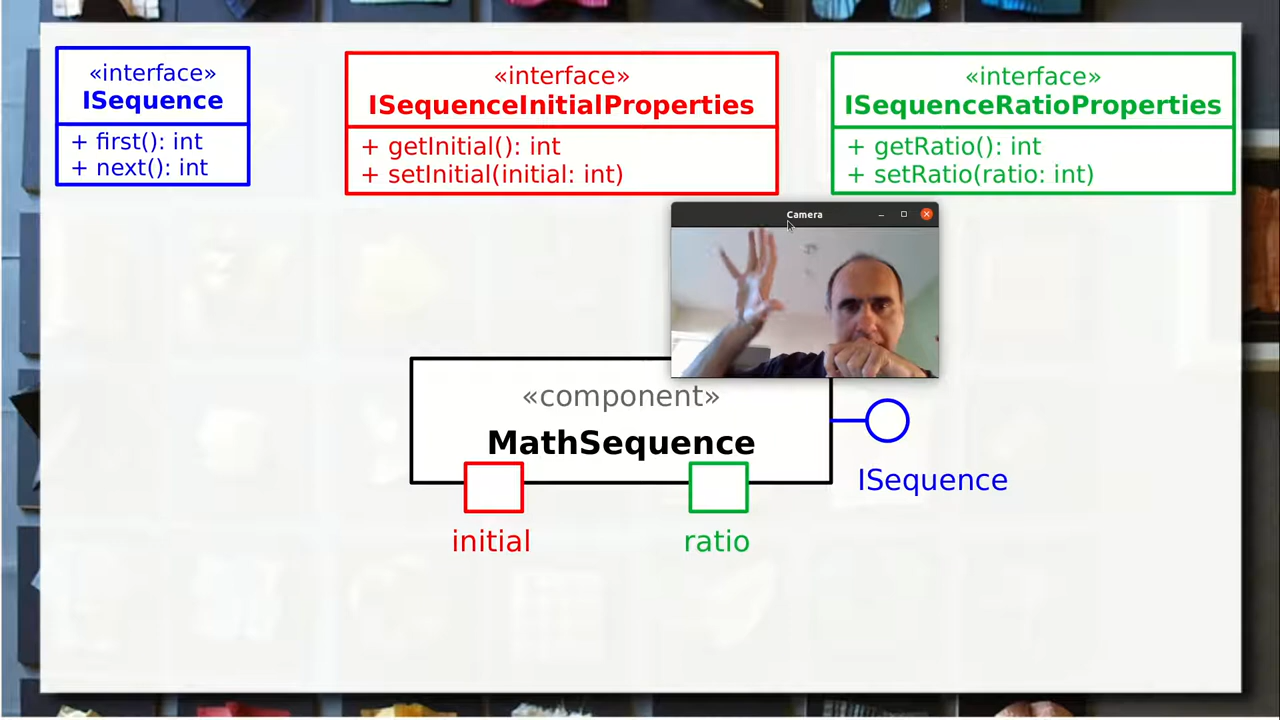 «interface»
ISequence
+ first(): int
+ next(): int
«interface»
ISequenceInitialProperties
+ getInitial(): int
+ setInitial(initial: int)
«interface»
ISequenceRatioProperties
+ getRatio(): int
+ setRatio(ratio: int)
Camera
«component»
MathSequence
ISequence
initial
ratio